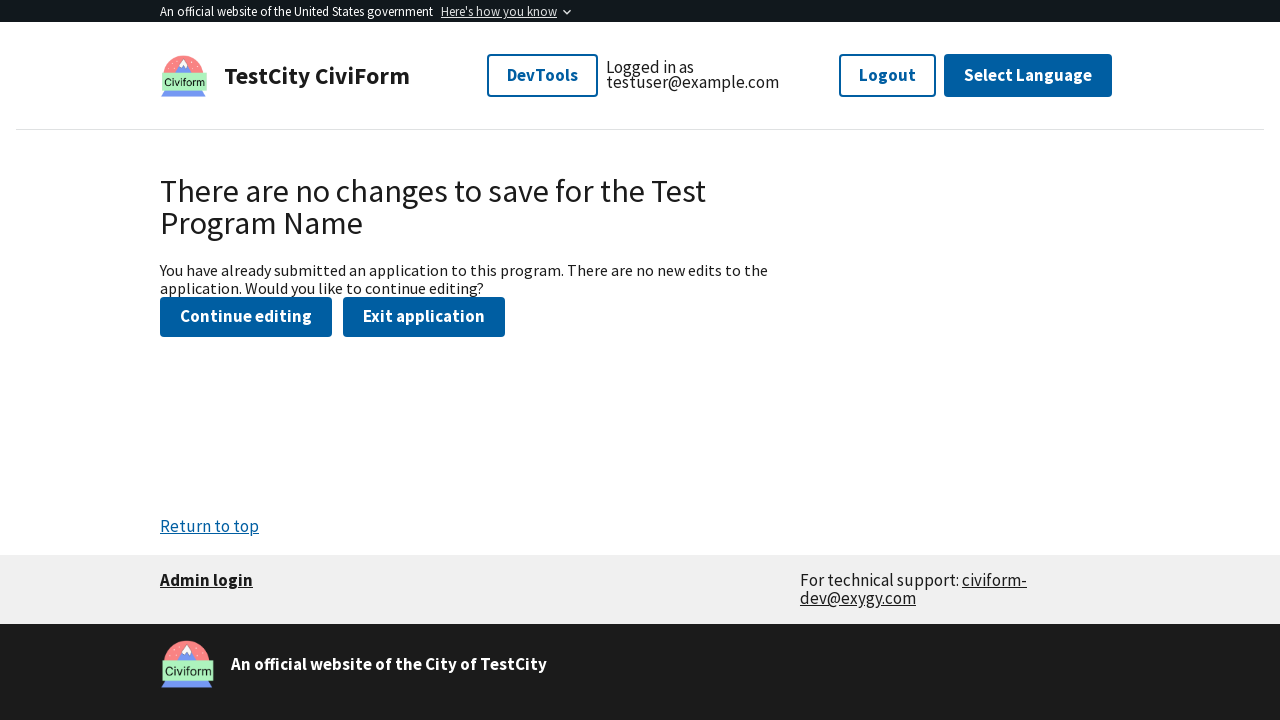 An official website of the United States government Here's how you know
Civiform
TestCity CiviForm
DevTools
Logged in as
testuser@example.com
Logout
Select Language
There are no changes to save for the Test
Program Name
You have already submitted an application to this program. There are no new edits to the
application. Would you like to continue editing?
Continue editing
Exit application
Return to top
Admin login
For technical support: civiform-
dev@exygy.com
Civiform
An official website of the City of TestCity